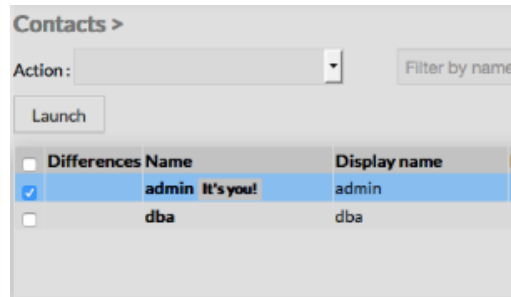 Contacts >
Action : Filter by name
Launch
Differences Name Display name
admin It's you! admin
dba dba